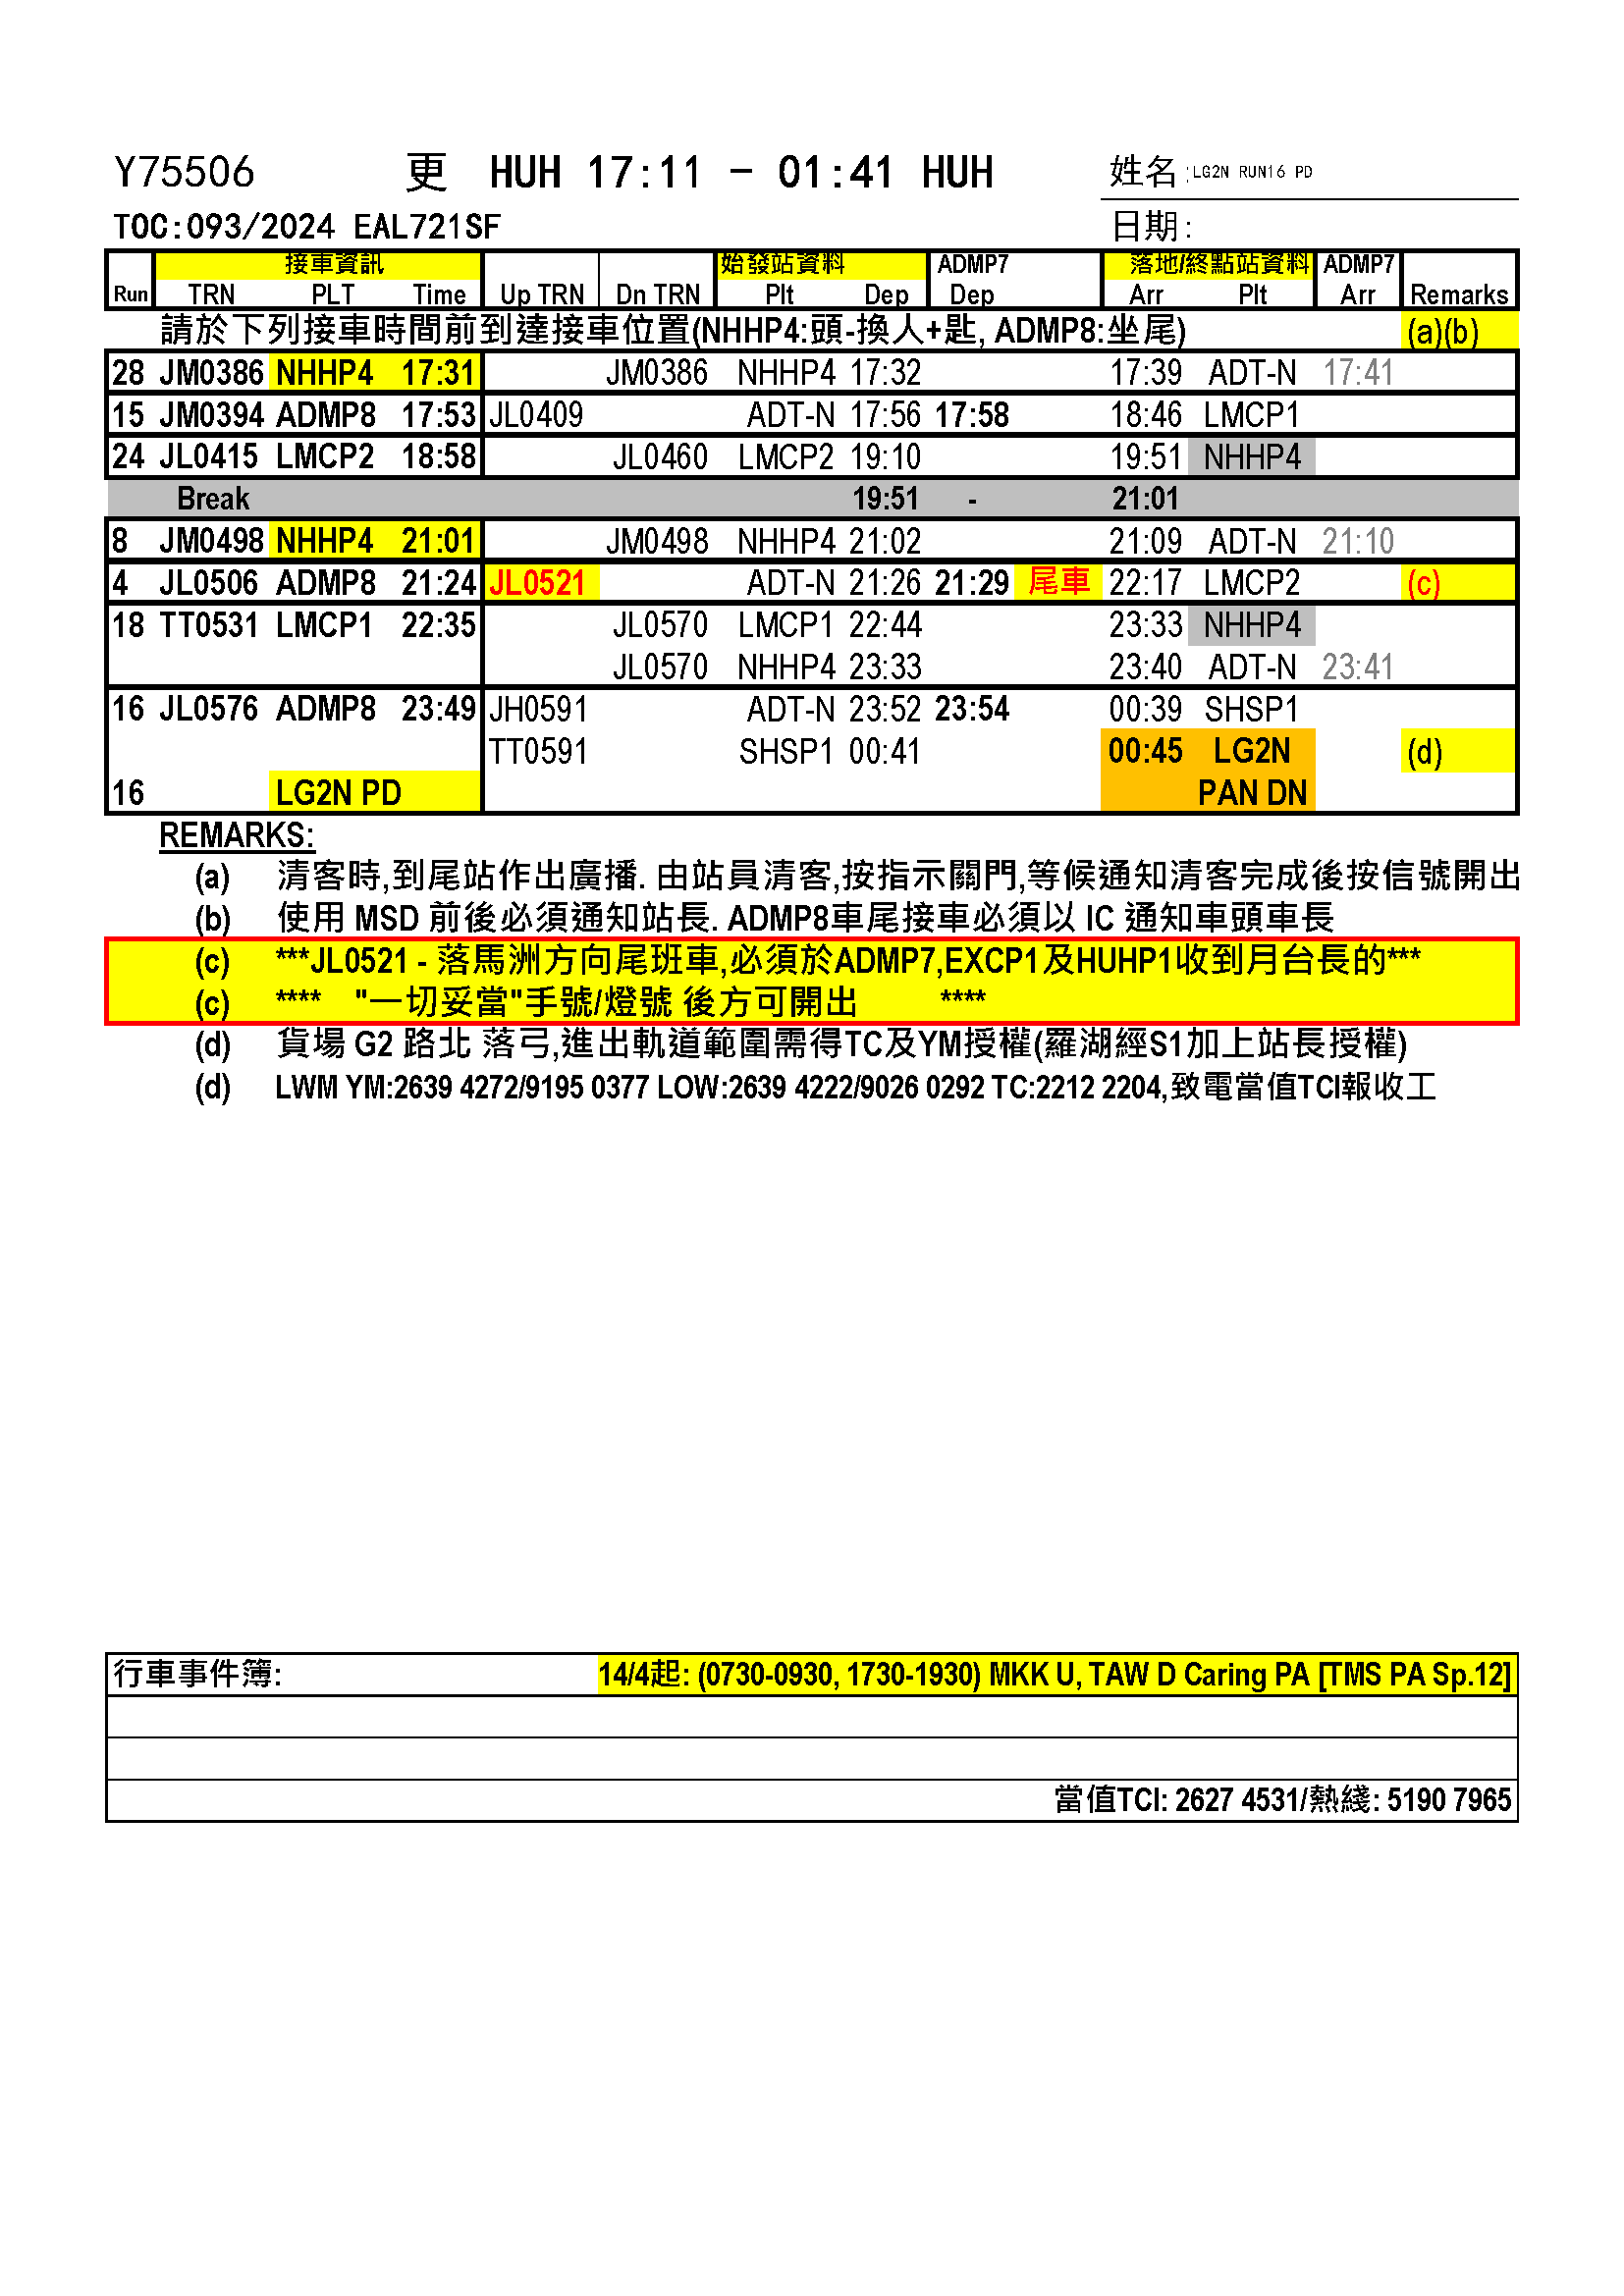 Y75506 更 HUH 17:11 - 01:41 HUH 姓名:LG2N RUN16 PD
TOC:093/2024 EAL721SF 日期:
接車資訊 始發站資料 ADMP7 落地/終點站資料 ADMP7
Run TRN PLT Time Up TRN Dn TRN Plt Dep Dep Arr Plt Arr Remarks
請於下列接車時間前到達接車位置(NHHP4:頭-換人+匙, ADMP8:坐尾) (a)(b)
28 JM0386 NHHP4 17:31 JM0386 NHHP4 17:32 17:39 ADT-N 17:41
15 JM0394 ADMP8 17:53 JL0409 ADT-N 17:56 17:58 18:46 LMCP1
24 JL0415 LMCP2 18:58 JL0460 LMCP2 19:10 19:51 NHHP4
Break 19:51 - 21:01
8 JM0498 NHHP4 21:01 JM0498 NHHP4 21:02 21:09 ADT-N 21:10
4 JL0506 ADMP8 21:24 JL0521 ADT-N 21:26 21:29 尾車 22:17 LMCP2 (c)
18 TT0531 LMCP1 22:35 JL0570 LMCP1 22:44 23:33 NHHP4
JL0570 NHHP4 23:33 23:40 ADT-N 23:41
16 JL0576 ADMP8 23:49 JH0591 ADT-N 23:52 23:54 00:39 SHSP1
TT0591 SHSP1 00:41 00:45 LG2N (d)
16 LG2N PD PAN DN
REMARKS:
(a) 清客時,到尾站作出廣播. 由站員清客,按指示關門,等候通知清客完成後按信號開出
(b) 使用 MSD 前後必須通知站長. ADMP8車尾接車必須以 IC 通知車頭車長
(c) ***JL0521 - 落馬洲方向尾班車,必須於ADMP7,EXCP1及HUHP1收到月台長的***
(c) **** "一切妥當"手號/燈號 後方可開出 ****
(d) 貨場 G2 路北 落弓,進出軌道範圍需得TC及YM授權(羅湖經S1加上站長授權)
(d) LWM YM:2639 4272/9195 0377 LOW:2639 4222/9026 0292 TC:2212 2204,致電當值TCI報收工
行車事件簿: 14/4起: (0730-0930, 1730-1930) MKK U, TAW D Caring PA [TMS PA Sp.12]
當值TCI: 2627 4531/熱綫: 5190 7965